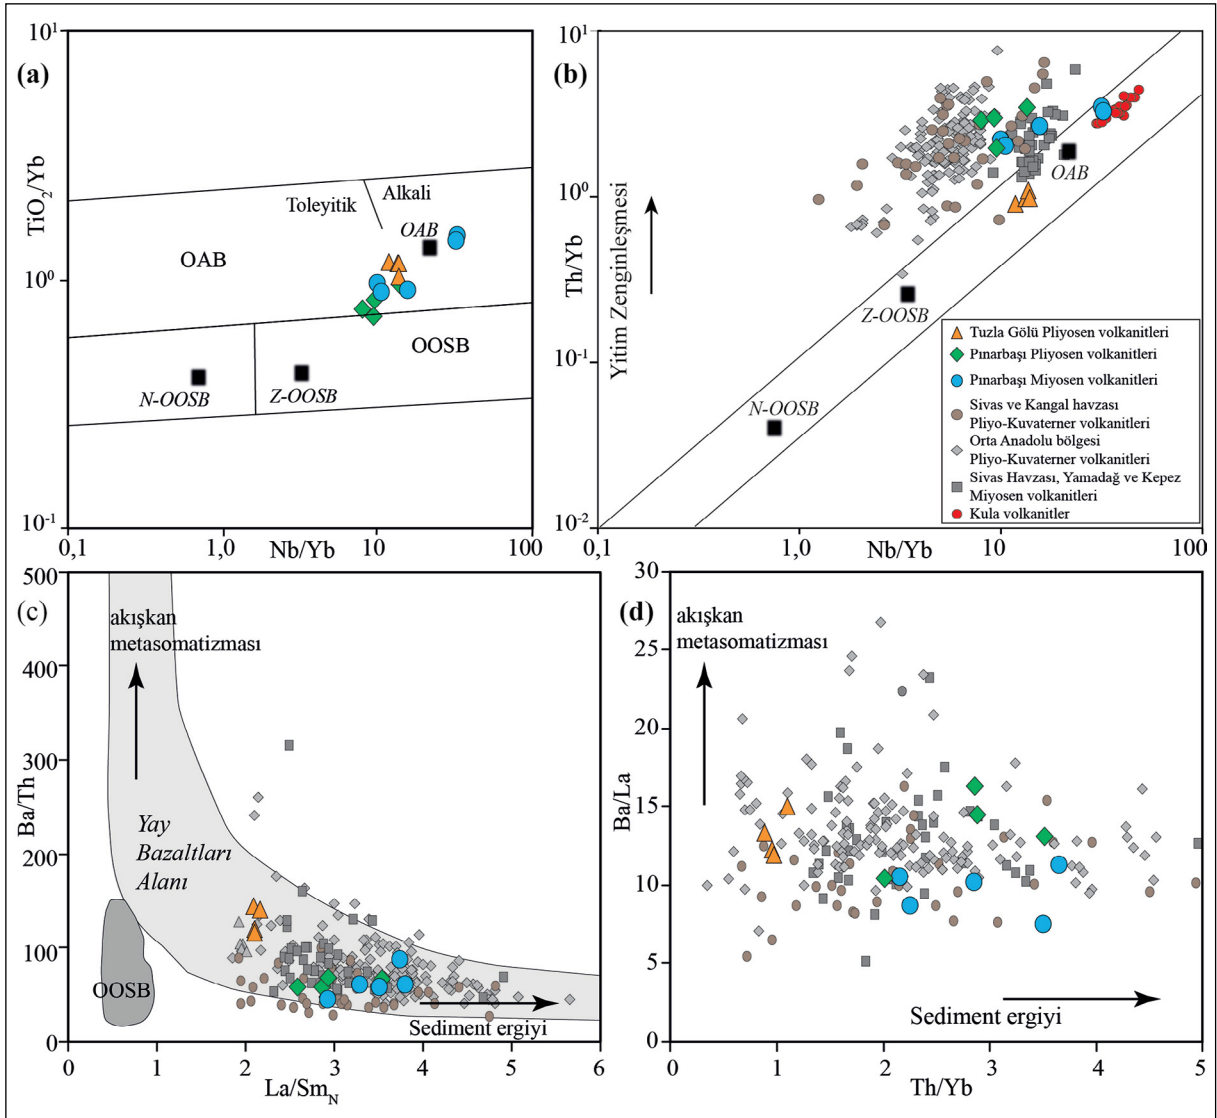 (a)
10¹
10⁰
10⁻¹
TiO₂/Yb
Toleyitik
Alkali
OAB
OAB
OOSB
N-OOSB
Z-OOSB
0,1
1,0
10
100
Nb/Yb
(b)
10¹
10⁰
10⁻¹
10⁻²
Th/Yb
Yitim Zenginleşmesi
OAB
Z-OOSB
N-OOSB
Tuzla Gölü Pliyosen volkanitleri
Pınarbaşı Pliyosen volkanitleri
Pınarbaşı Miyosen volkanitleri
Sivas ve Kangal havzası
Pliyo-Kuvaterner volkanitleri
Orta Anadolu bölgesi
Pliyo-Kuvaterner volkanitleri
Sivas Havzası, Yamadağ ve Kepez
Miyosen volkanitleri
Kula volkanitler
0,1
1,0
10
100
Nb/Yb
(c)
500
400
300
200
100
0
Ba/Th
akışkan
metasomatizması
Yay
Bazaltları
Alanı
OOSB
Sediment ergiyi
0
1
2
3
4
5
6
La/Smₙ
(d)
30
25
20
15
10
5
0
Ba/La
akışkan
metasomatizması
Sediment ergiyi
0
1
2
3
4
5
Th/Yb